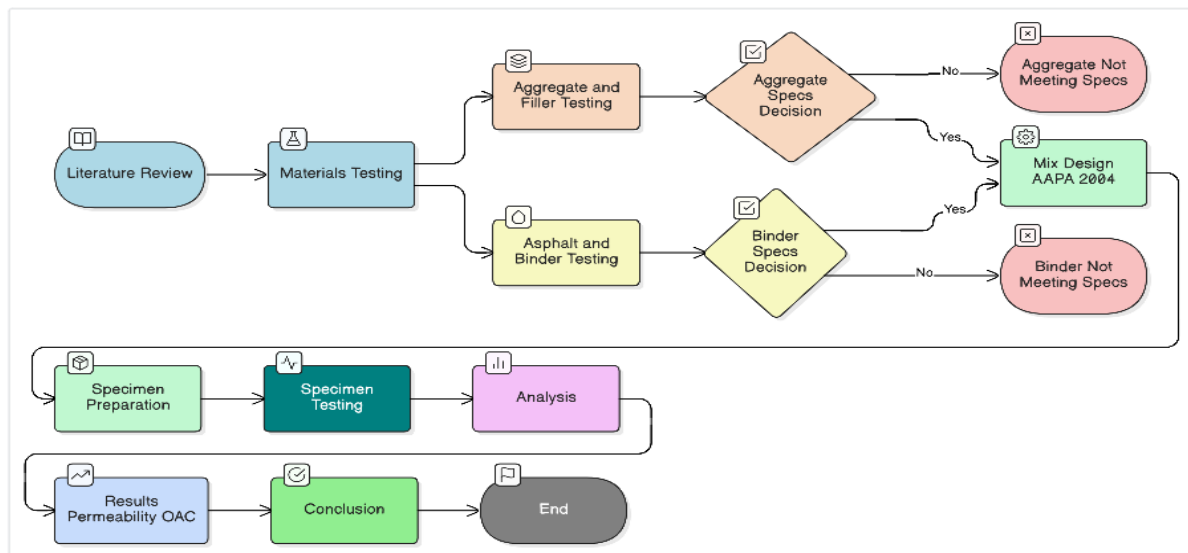 Literature Review
Materials Testing
Aggregate and
Filler Testing
Aggregate
Specs
Decision
No
Aggregate Not
Meeting Specs
Yes
Mix Design
AAPA 2004
Asphalt and
Binder Testing
Binder
Specs
Decision
Yes
No
Binder Not
Meeting Specs
Specimen
Preparation
Specimen
Testing
Analysis
Results
Permeability OAC
Conclusion
End